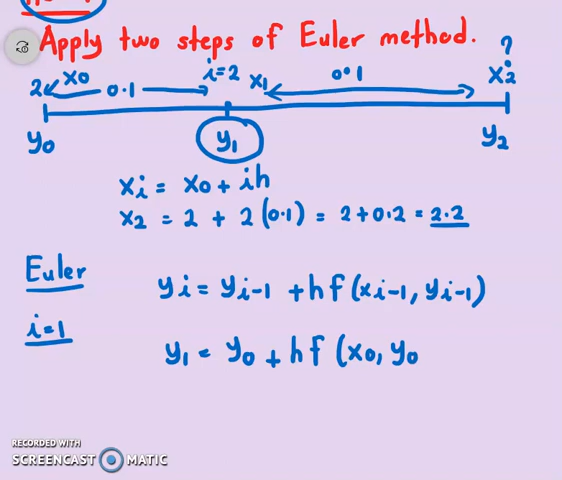 Apply two steps of Euler method.
?
2 x0 0.1 i=2 x1 0.1 x2
y0 y1 y2
xi = x0 + ih
x2 = 2 + 2(0.1) = 2+0.2 = 2.2
Euler yi = yi-1 + hf(xi-1, yi-1)
i=1
y1 = y0 + hf(x0, y0
RECORDED WITH
SCREENCAST MATIC